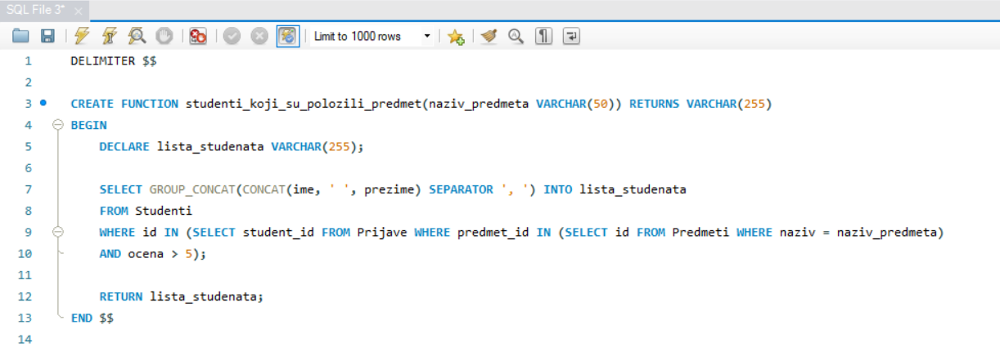 SQL File 3* ×
Limit to 1000 rows
1 DELIMITER $$
2
3 CREATE FUNCTION studenti_koji_su_polozili_predmet(naziv_predmeta VARCHAR(50)) RETURNS VARCHAR(255)
4 BEGIN
5 DECLARE lista_studenata VARCHAR(255);
6
7 SELECT GROUP_CONCAT(CONCAT(ime, ' ', prezime) SEPARATOR ', ') INTO lista_studenata
8 FROM Studenti
9 WHERE id IN (SELECT student_id FROM Prijave WHERE predmet_id IN (SELECT id FROM Predmeti WHERE naziv = naziv_predmeta)
10 AND ocena > 5);
11
12 RETURN lista_studenata;
13 END $$
14